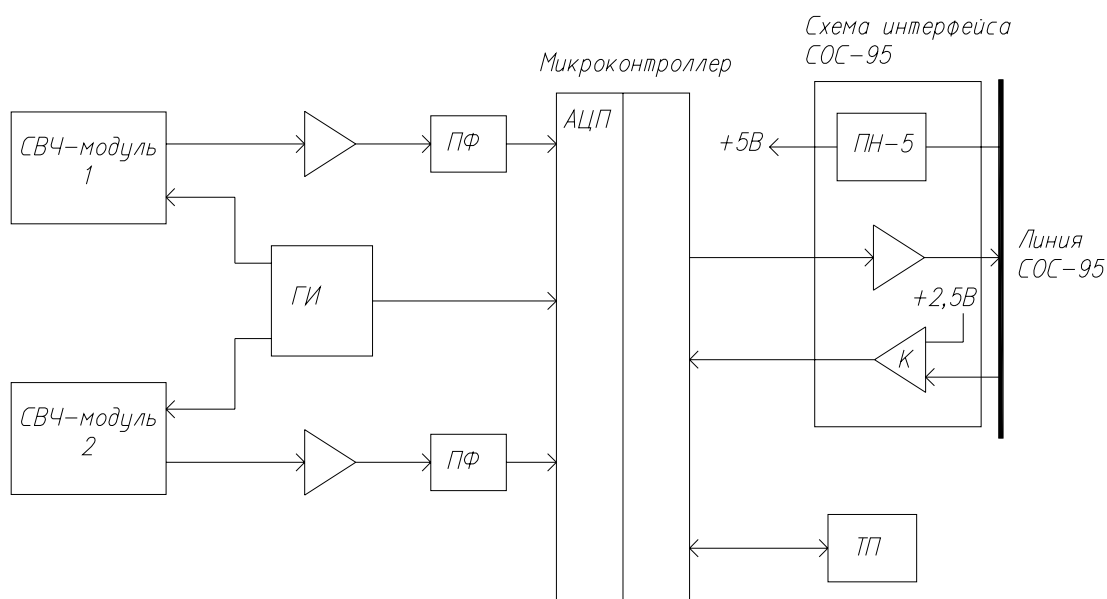 Схема интерфейса
СОС-95
Микроконтроллер
СВЧ-модуль
1
ПФ
АЦП
+5В
ПН-5
ГИ
Линия
СОС-95
+2,5В
К
СВЧ-модуль
2
ПФ
ТП